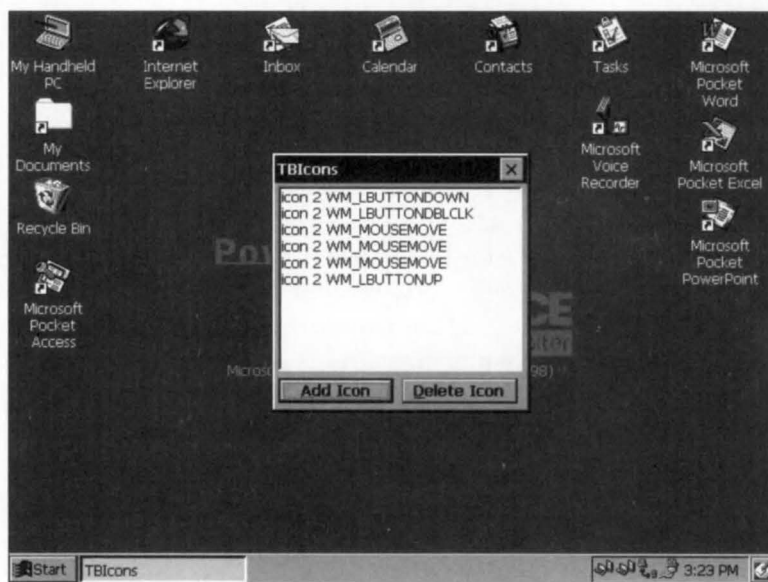 My Handheld
PC
Internet
Explorer
Inbox
Calendar
Contacts
Tasks
Microsoft
Pocket
Word
My
Documents
Microsoft
Voice
Recorder
Microsoft
Pocket Excel
Recycle Bin
Microsoft
Pocket
PowerPoint
Microsoft
Pocket
Access
TBIcons
icon 2 WM_LBUTTONDOWN
icon 2 WM_LBUTTONDBLCLK
icon 2 WM_MOUSEMOVE
icon 2 WM_MOUSEMOVE
icon 2 WM_MOUSEMOVE
icon 2 WM_LBUTTONUP
98)
Add Icon
Delete Icon
Start
TBIcons
3:23 PM